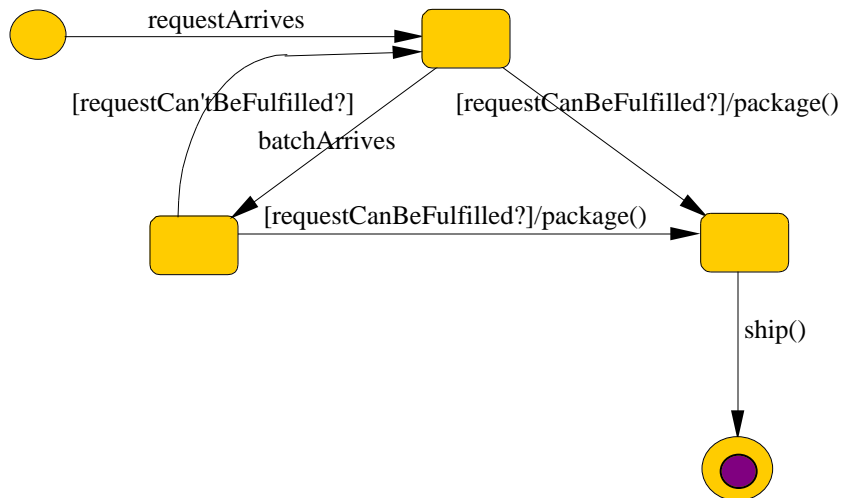 requestArrives
[requestCan'tBeFulfilled?]
[requestCanBeFulfilled?]/package()
batchArrives
[requestCanBeFulfilled?]/package()
ship()